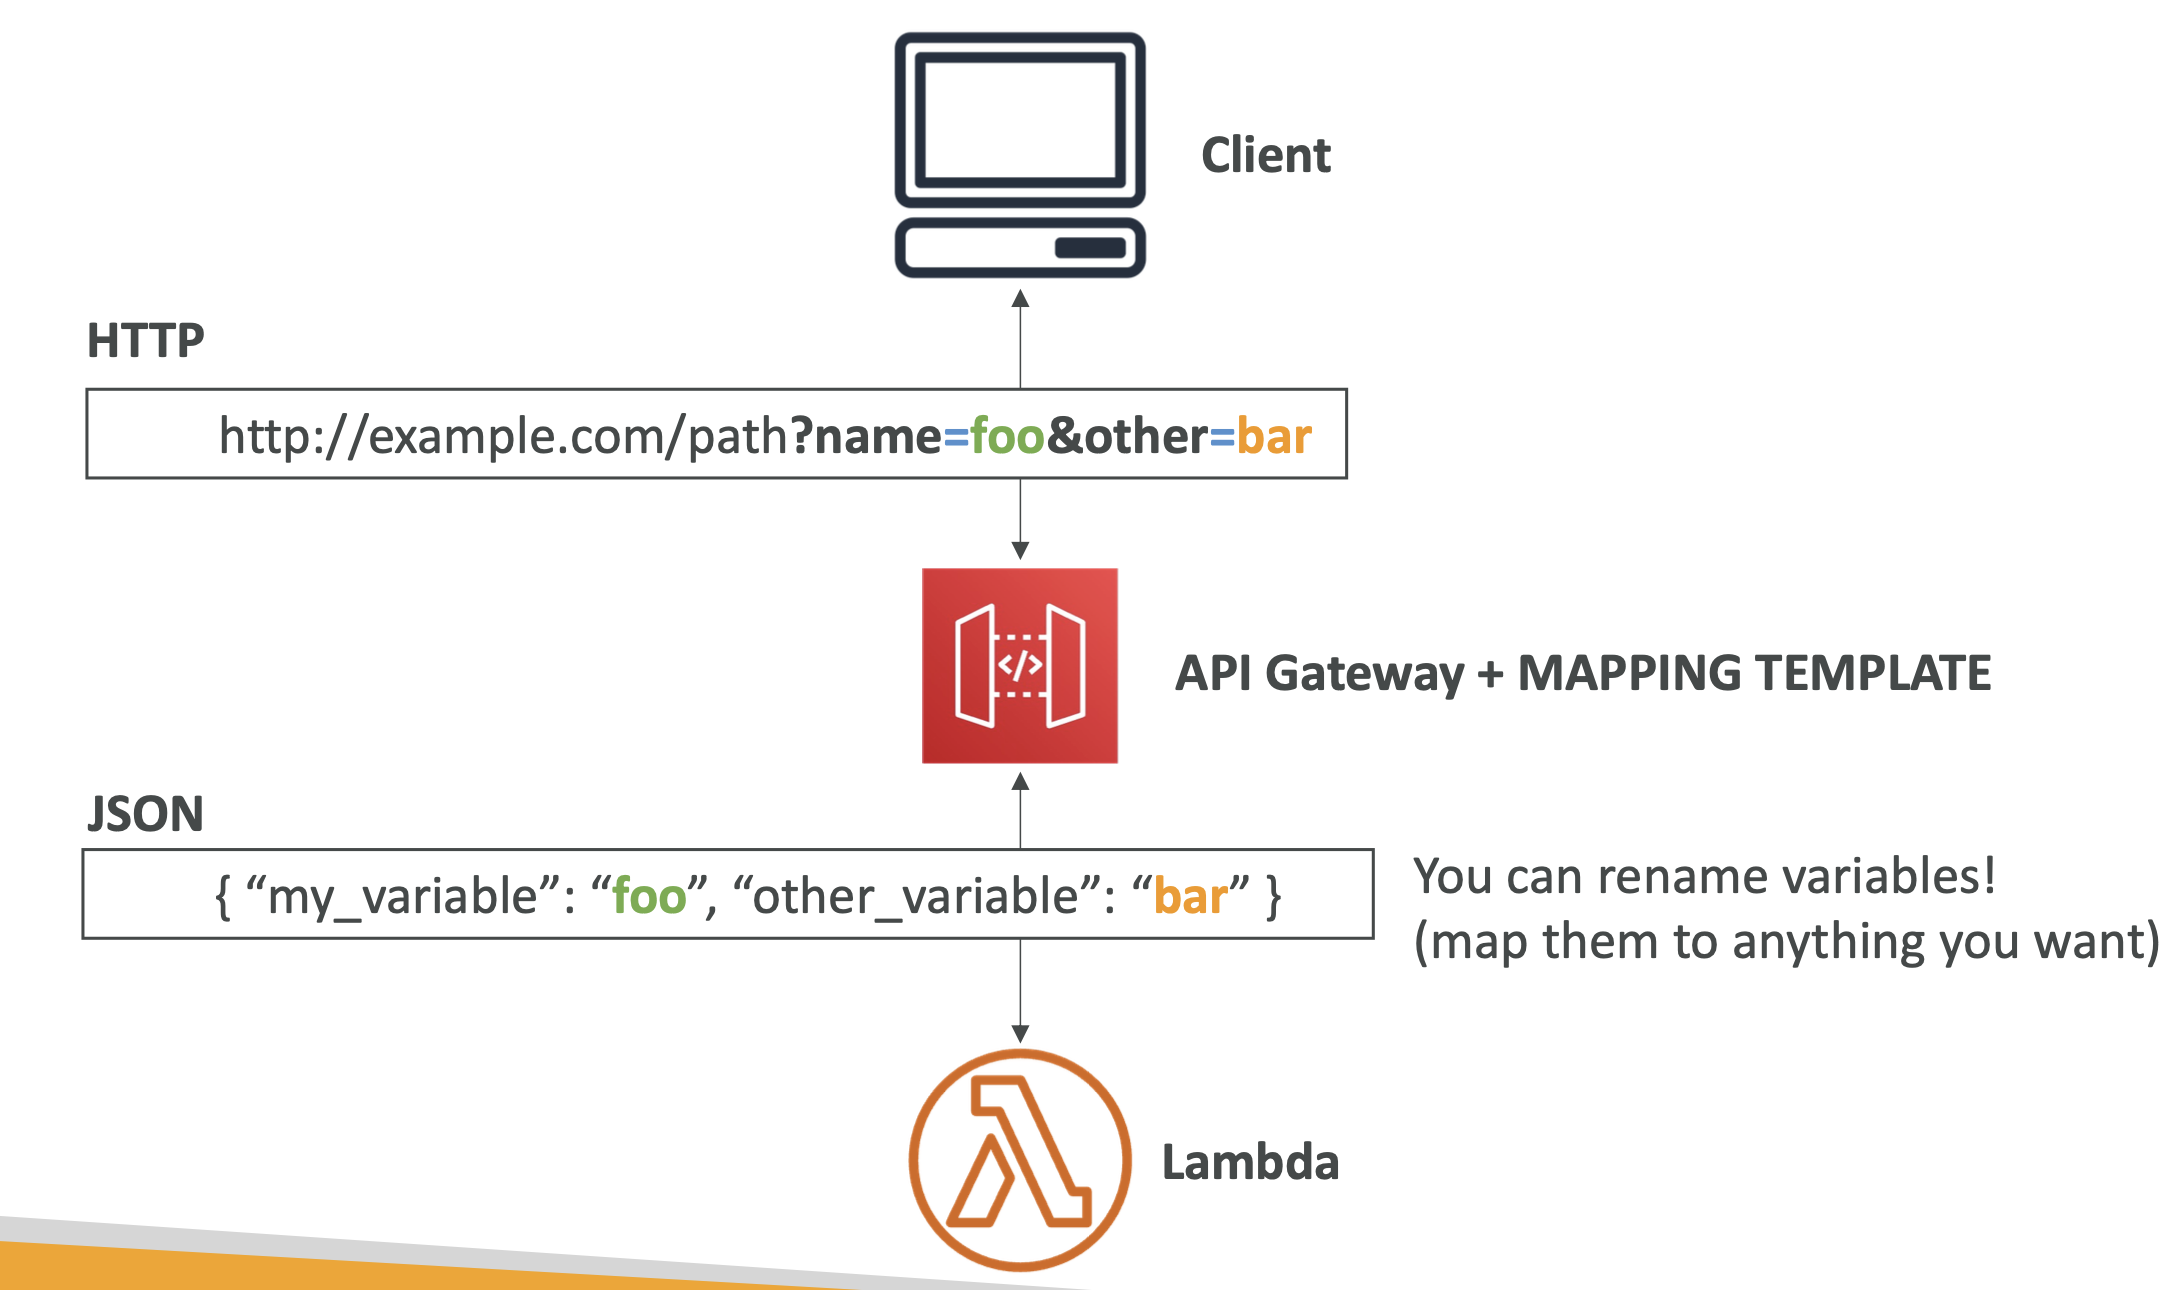 Client
HTTP
http://example.com/path?name=foo&other=bar
</>
API Gateway + MAPPING TEMPLATE
JSON
{ “my_variable”: “foo”, “other_variable”: “bar” }
You can rename variables!
(map them to anything you want)
Lambda